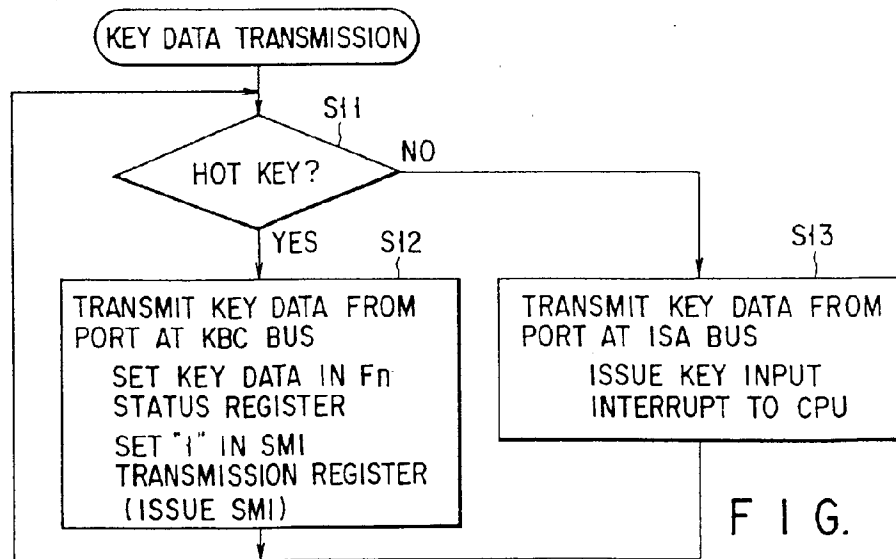 KEY DATA TRANSMISSION
S11
HOT KEY?
NO
YES
S12
TRANSMIT KEY DATA FROM
PORT AT KBC BUS
SET KEY DATA IN Fn
STATUS REGISTER
SET "1" IN SMI
TRANSMISSION REGISTER
(ISSUE SMI)
S13
TRANSMIT KEY DATA FROM
PORT AT ISA BUS
ISSUE KEY INPUT
INTERRUPT TO CPU
FIG.